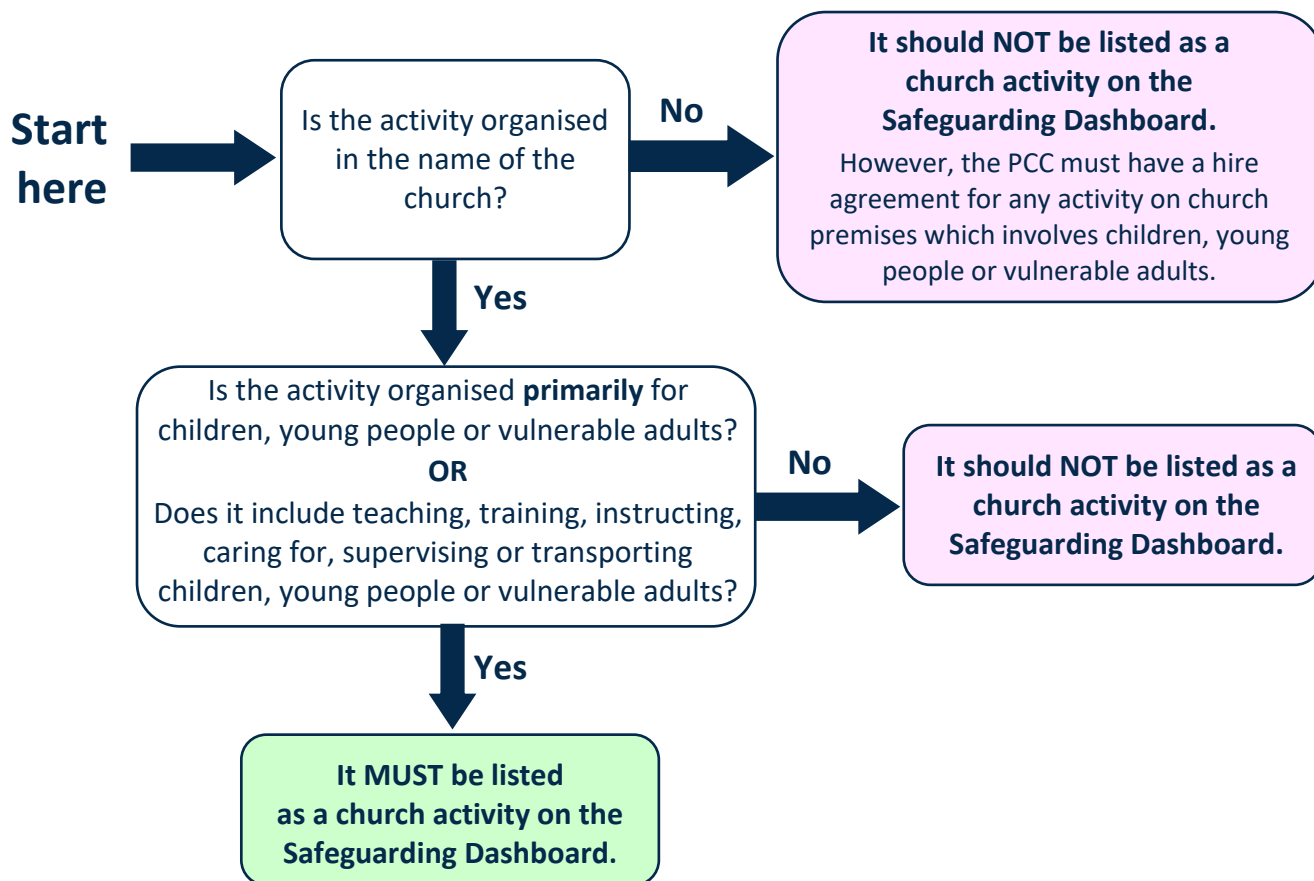 Start
here
Is the activity organised
in the name of the
church?
No
It should NOT be listed as a
church activity on the
Safeguarding Dashboard.
However, the PCC must have a hire
agreement for any activity on church
premises which involves children, young
people or vulnerable adults.
Yes
Is the activity organised primarily for
children, young people or vulnerable adults?
OR
Does it include teaching, training, instructing,
caring for, supervising or transporting
children, young people or vulnerable adults?
No
It should NOT be listed as a
church activity on the
Safeguarding Dashboard.
Yes
It MUST be listed
as a church activity on the
Safeguarding Dashboard.